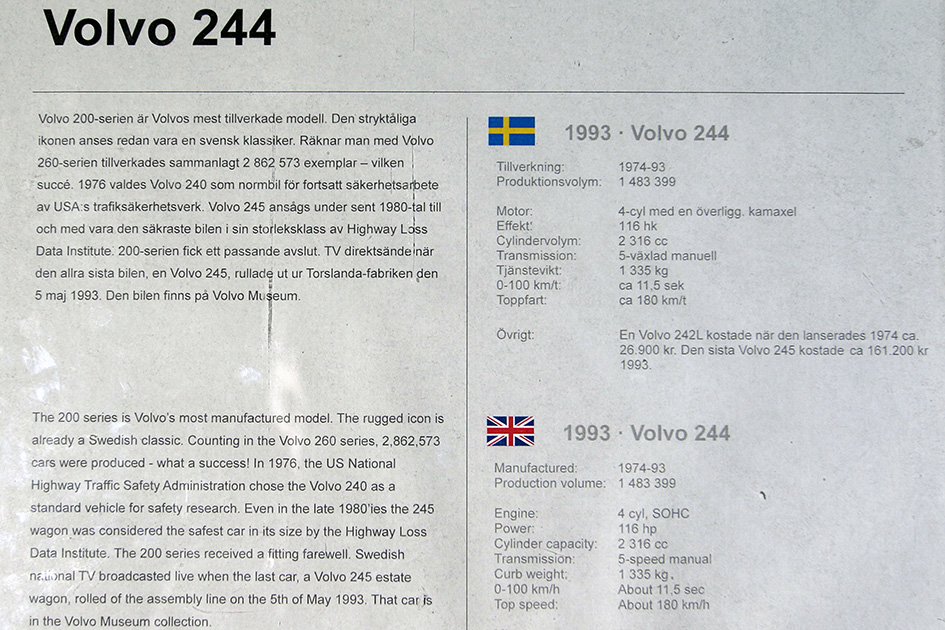 Volvo 244
Volvo 200-serien är Volvos mest tillverkade modell. Den stryktåliga
ikonen anses redan vara en svensk klassiker. Räknar man med Volvo
260-serien tillverkades sammanlagt 2 862 573 exemplar – vilken
succé. 1976 valdes Volvo 240 som normbil för fortsatt säkerhetsarbete
av USA:s trafiksäkerhetsverk. Volvo 245 ansågs under sent 1980-tal till
och med vara den säkraste bilen i sin storleksklass av Highway Loss
Data Institute. 200-serien fick ett passande avslut. TV direktsände när
den allra sista bilen, en Volvo 245, rullade ut ur Torslanda-fabriken den
5 maj 1993. Den bilen finns på Volvo Museum.
The 200 series is Volvo's most manufactured model. The rugged icon is
already a Swedish classic. Counting in the Volvo 260 series, 2,862,573
cars were produced - what a success! In 1976, the US National
Highway Traffic Safety Administration chose the Volvo 240 as a
standard vehicle for safety research. Even in the late 1980'ies the 245
wagon was considered the safest car in its size by the Highway Loss
Data Institute. The 200 series received a fitting farewell. Swedish
national TV broadcasted live when the last car, a Volvo 245 estate
wagon, rolled of the assembly line on the 5th of May 1993. That car is
in the Volvo Museum collection.
1993 · Volvo 244
Tillverkning: 1974-93
Produktionsvolym: 1 483 399
Motor: 4-cyl med en överligg. kamaxel
Effekt: 116 hk
Cylindervolym: 2 316 cc
Transmission: 5-växlad manuell
Tjänstevikt: 1 335 kg
0-100 km/t: ca 11,5 sek
Toppfart: ca 180 km/t
Övrigt: En Volvo 242L kostade när den lanserades 1974 ca.
26.900 kr. Den sista Volvo 245 kostade ca 161.200 kr
1993.
1993 · Volvo 244
Manufactured: 1974-93
Production volume: 1 483 399
Engine: 4 cyl, SOHC
Power: 116 hp
Cylinder capacity: 2 316 cc
Transmission: 5-speed manual
Curb weight: 1 335 kg.
0-100 km/h About 11,5 sec
Top speed: About 180 km/h